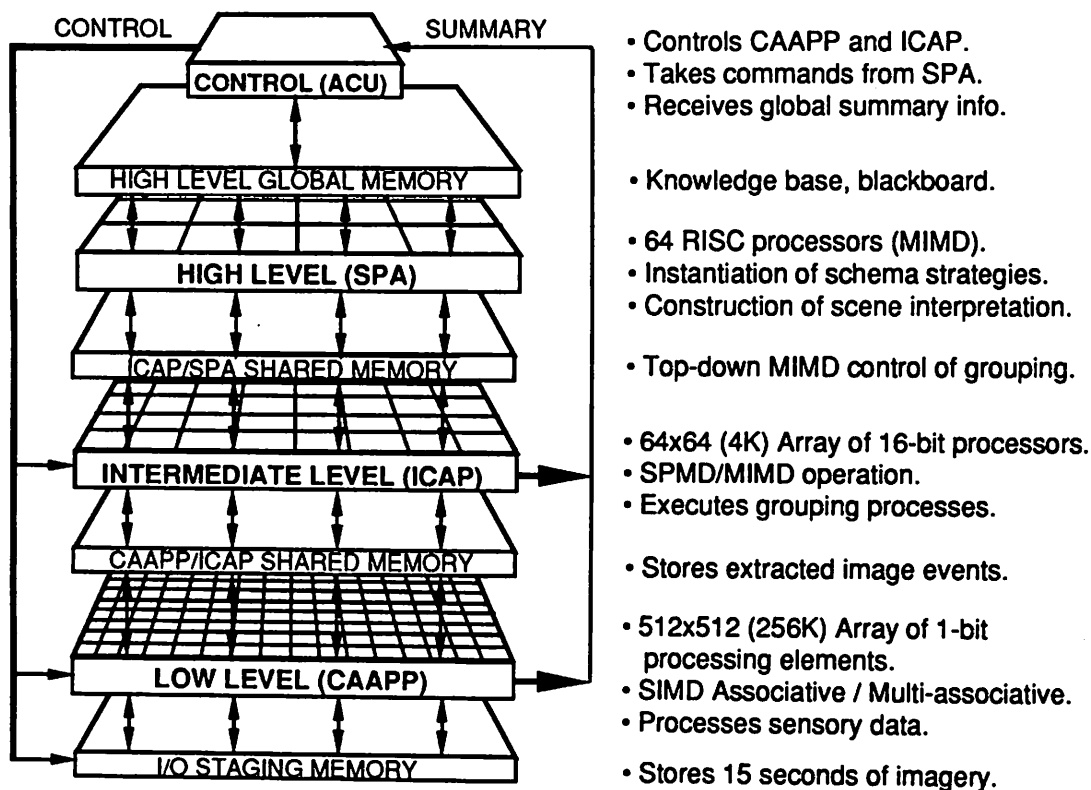 CONTROL
SUMMARY
CONTROL (ACU)
HIGH LEVEL GLOBAL MEMORY
HIGH LEVEL (SPA)
ICAP/SPA SHARED MEMORY
INTERMEDIATE LEVEL (ICAP)
CAAPP/ICAP SHARED MEMORY
LOW LEVEL (CAAPP)
I/O STAGING MEMORY
• Controls CAAPP and ICAP.
• Takes commands from SPA.
• Receives global summary info.
• Knowledge base, blackboard.
• 64 RISC processors (MIMD).
• Instantiation of schema strategies.
• Construction of scene interpretation.
• Top-down MIMD control of grouping.
• 64x64 (4K) Array of 16-bit processors.
• SPMD/MIMD operation.
• Executes grouping processes.
• Stores extracted image events.
• 512x512 (256K) Array of 1-bit
processing elements.
• SIMD Associative / Multi-associative.
• Processes sensory data.
• Stores 15 seconds of imagery.